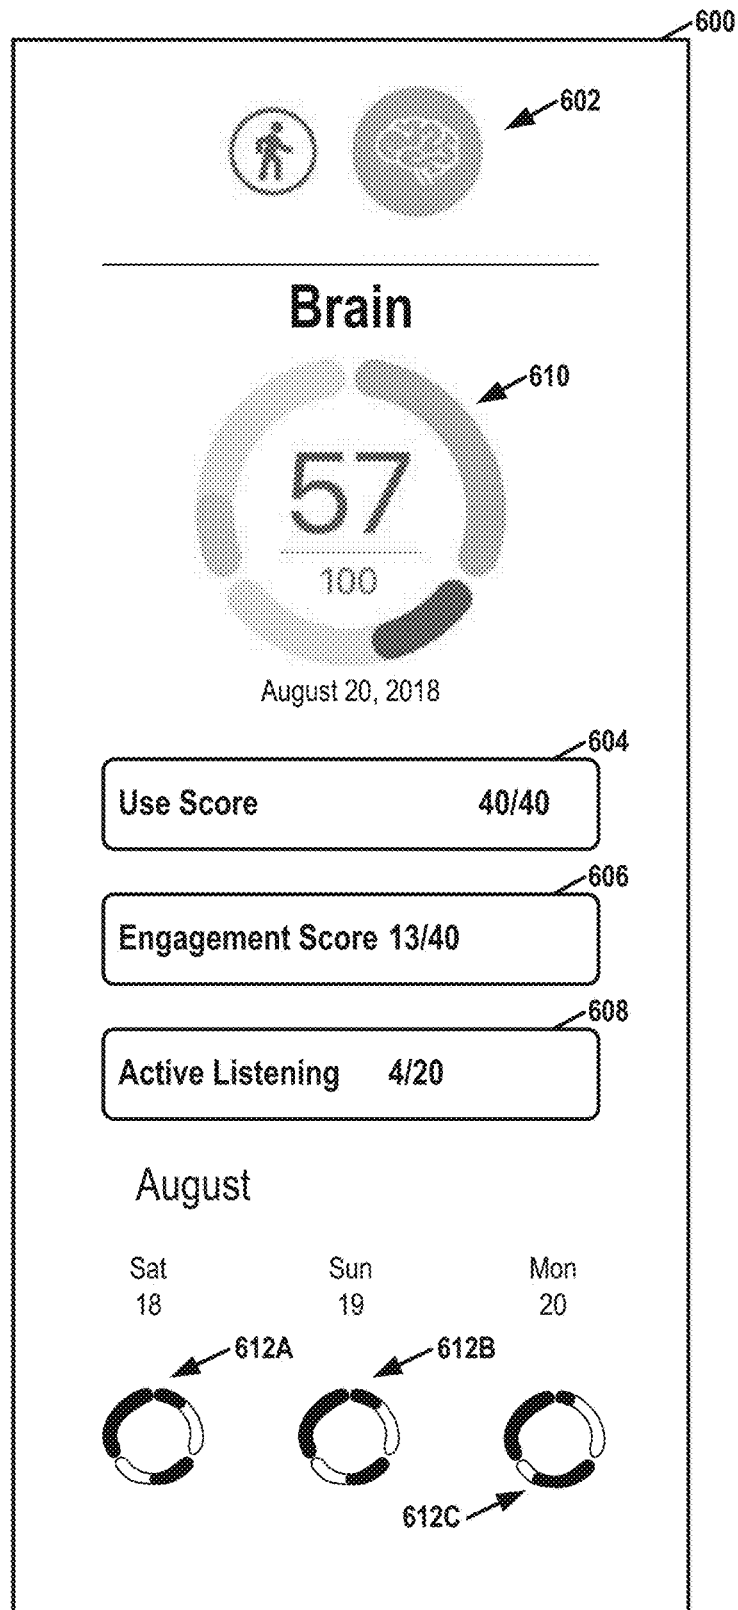 600
602
Brain
610
57
100
August 20, 2018
604
Use Score 40/40
606
Engagement Score 13/40
608
Active Listening 4/20
August
Sat Sun Mon
18 19 20
612A 612B
612C